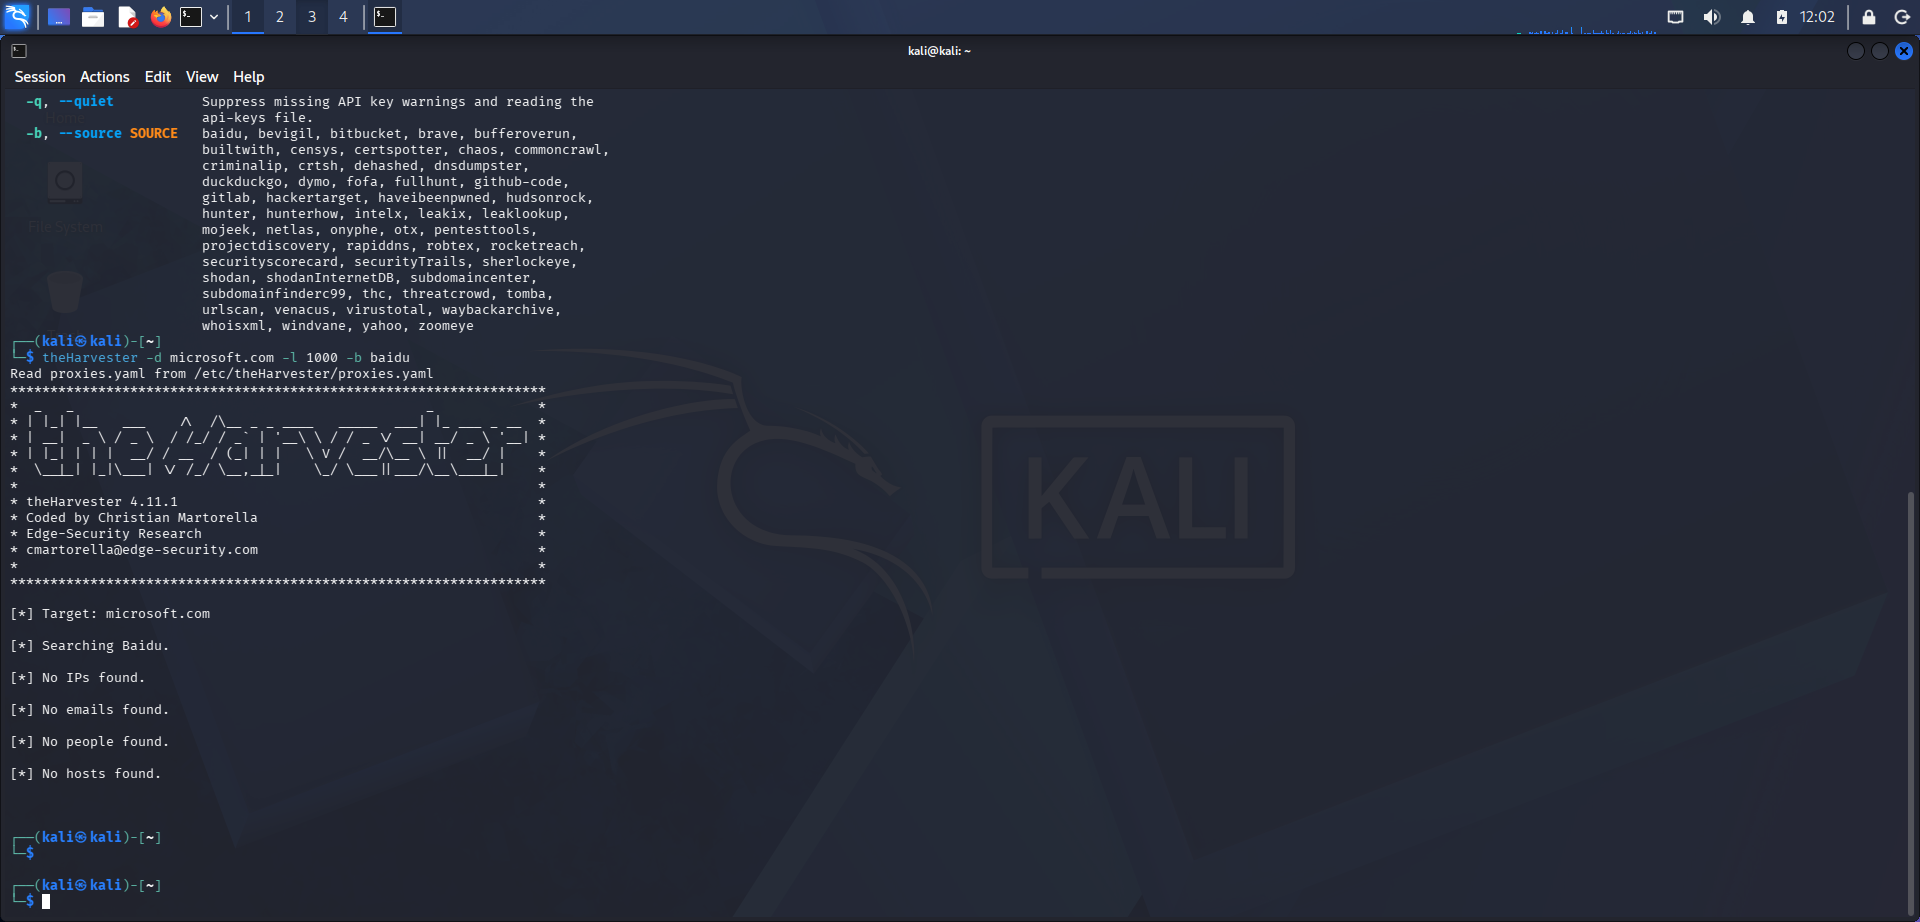 1 2 3 4 12:02
kali@kali: ~
Session Actions Edit View Help
-q, --quiet Suppress missing API key warnings and reading the
api-keys file.
-b, --source SOURCE baidu, bevigil, bitbucket, brave, bufferoverun,
builtwith, censys, certspotter, chaos, commoncrawl,
criminalip, crtsh, dehashed, dnsdumpster,
duckduckgo, dymo, fofa, fullhunt, github-code,
gitlab, hackertarget, haveibeenpwned, hudsonrock,
hunter, hunterhow, intelx, leakix, leaklookup,
mojeek, netlas, onyphe, otx, pentesttools,
projectdiscovery, rapiddns, robtex, rocketreach,
securityscorecard, securityTrails, sherlockeye,
shodan, shodanInternetDB, subdomaincenter,
subdomainfinderc99, thc, threatcrowd, tomba,
urlscan, venacus, virustotal, waybackarchive,
whoisxml, windvane, yahoo, zoomeye
Home
File System
┌──(kali㉿kali)-[~]
└─$ theHarvester -d microsoft.com -l 1000 -b baidu
Read proxies.yaml from /etc/theHarvester/proxies.yaml
*******************************************************************
theHarvester
* theHarvester 4.11.1 *
* Coded by Christian Martorella *
* Edge-Security Research *
* cmartorella@edge-security.com *
* *
*******************************************************************
[*] Target: microsoft.com
[*] Searching Baidu.
[*] No IPs found.
[*] No emails found.
[*] No people found.
[*] No hosts found.
┌──(kali㉿kali)-[~]
└─$
┌──(kali㉿kali)-[~]
└─$
KALI